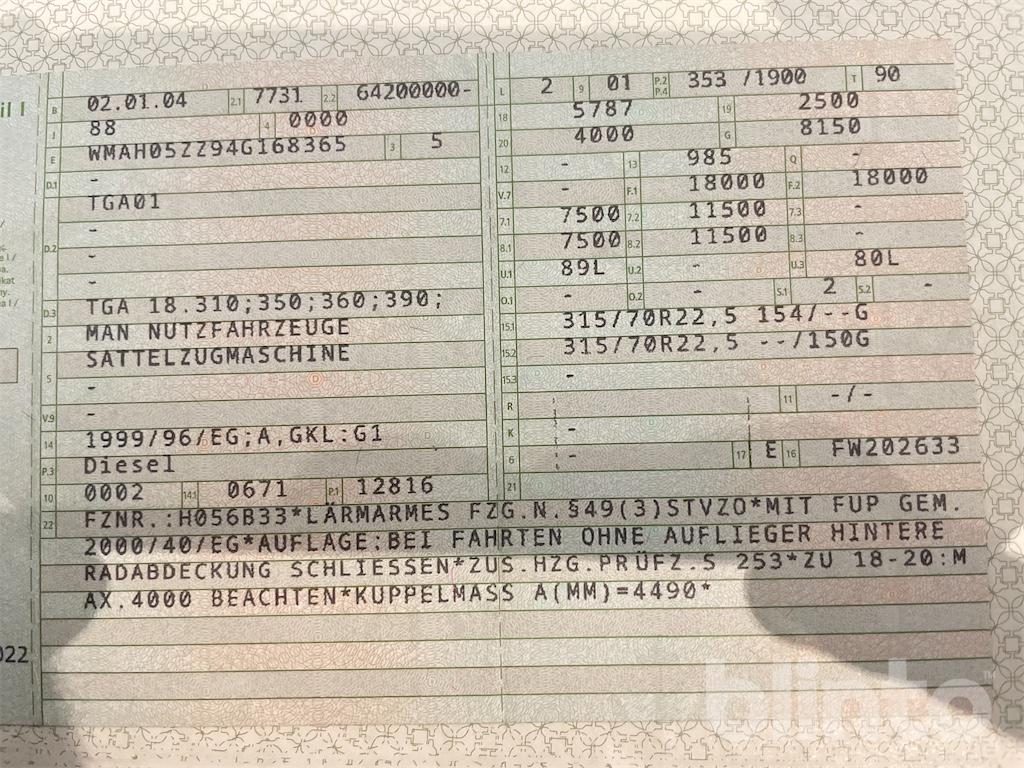 il I
B 02.01.04 2.1 7731 2.2 64200000-
J 88 4 0000
E WMAH05ZZ94G168365 3 5
D.1 -
TGA01
D.2 -
-
-
D.3 TGA 18.310;350;360;390;
2 MAN NUTZFAHRZEUGE
SATTELZUGMASCHINE
5 -
V.9 -
14 1999/96/EG;A,GKL:G1
P.3 Diesel
10 0002 14.1 0671 P.1 12816
L 2 9 01 P.2 P.4 353 /1900 T 90
18 5787 19 2500
20 4000 G 8150
12 - 13 985 Q -
V.7 - F.1 18000 F.2 18000
7.1 7500 7.2 11500 7.3 -
8.1 7500 8.2 11500 8.3 -
U.1 89L U.2 - U.3 80L
O.1 - O.2 - S.1 2 S.2 -
15.1 315/70R22,5 154/--G
15.2 315/70R22,5 --/150G
15.3 -
R 11 -/-
K -
6 - 17 E 16 FW202633
21
22 FZNR.:H056B33*LÄRMARMES FZG.N.§49(3)STVZO*MIT FUP GEM.
2000/40/EG*AUFLAGE:BEI FAHRTEN OHNE AUFLIEGER HINTERE
RADABDECKUNG SCHLIESSEN*ZUS.HZG.PRÜFZ.S 253*ZU 18-20:M
AX.4000 BEACHTEN*KUPPELMASS A(MM)=4490*
022
blinto